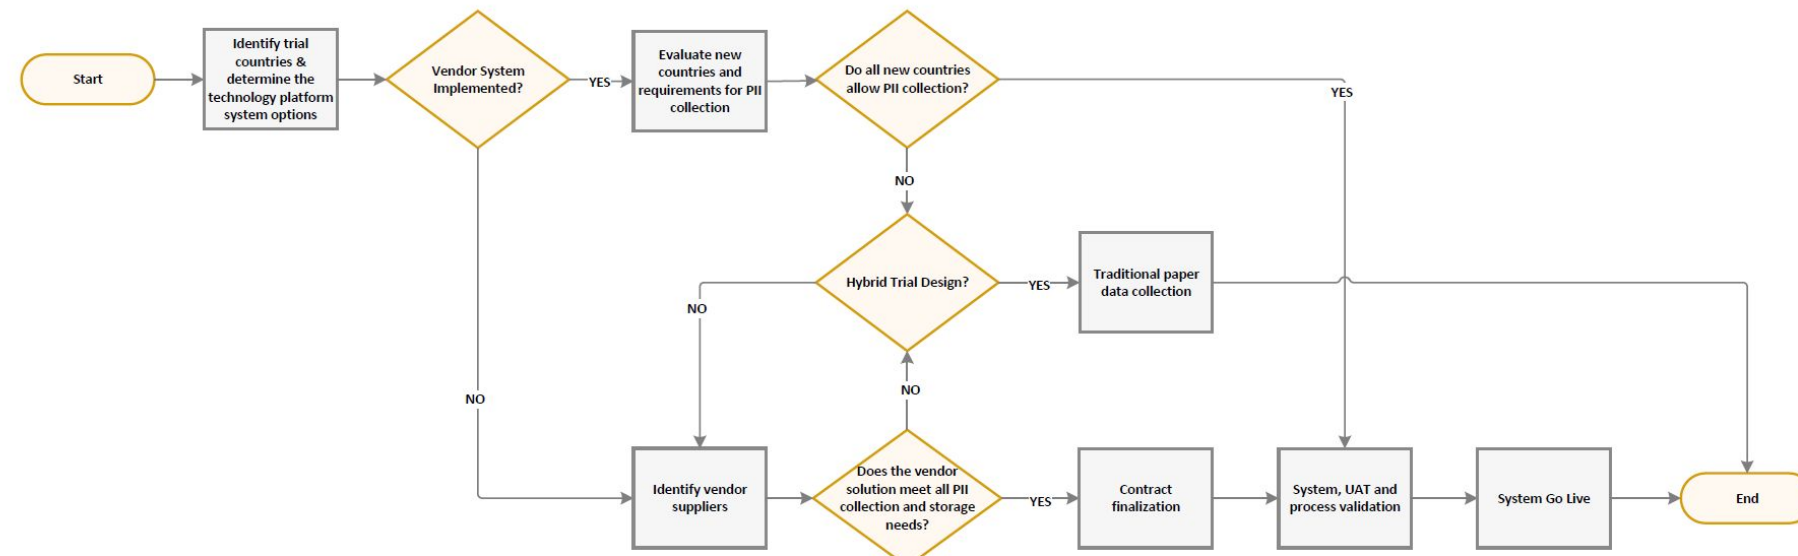 Start
Identify trial
countries &
determine the
technology platform
system options
Vendor System
Implemented?
YES
Evaluate new
countries and
requirements for PII
collection
Do all new countries
allow PII collection?
YES
NO
Hybrid Trial Design?
YES
Traditional paper
data collection
NO
NO
NO
Identify vendor
suppliers
Does the vendor
solution meet all PII
collection and storage
needs?
YES
Contract
finalization
System, UAT and
process validation
System Go Live
End